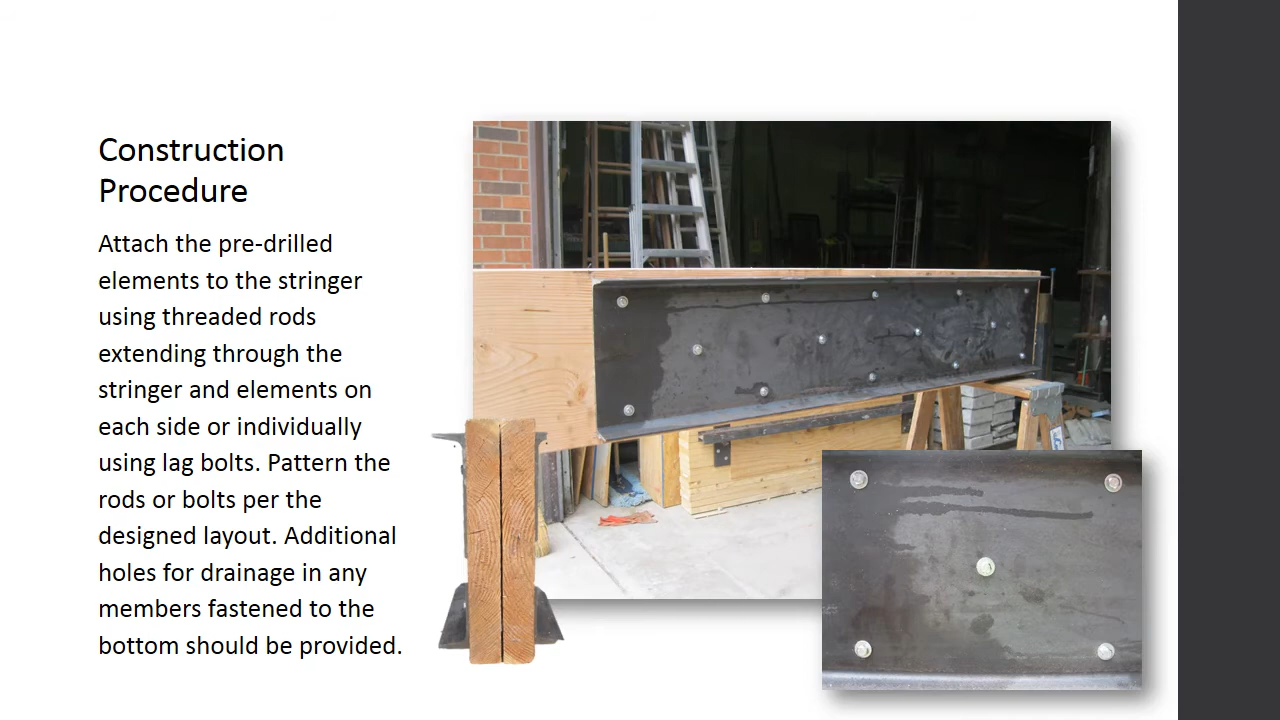 Construction
Procedure
Attach the pre-drilled
elements to the stringer
using threaded rods
extending through the
stringer and elements on
each side or individually
using lag bolts. Pattern the
rods or bolts per the
designed layout. Additional
holes for drainage in any
members fastened to the
bottom should be provided.